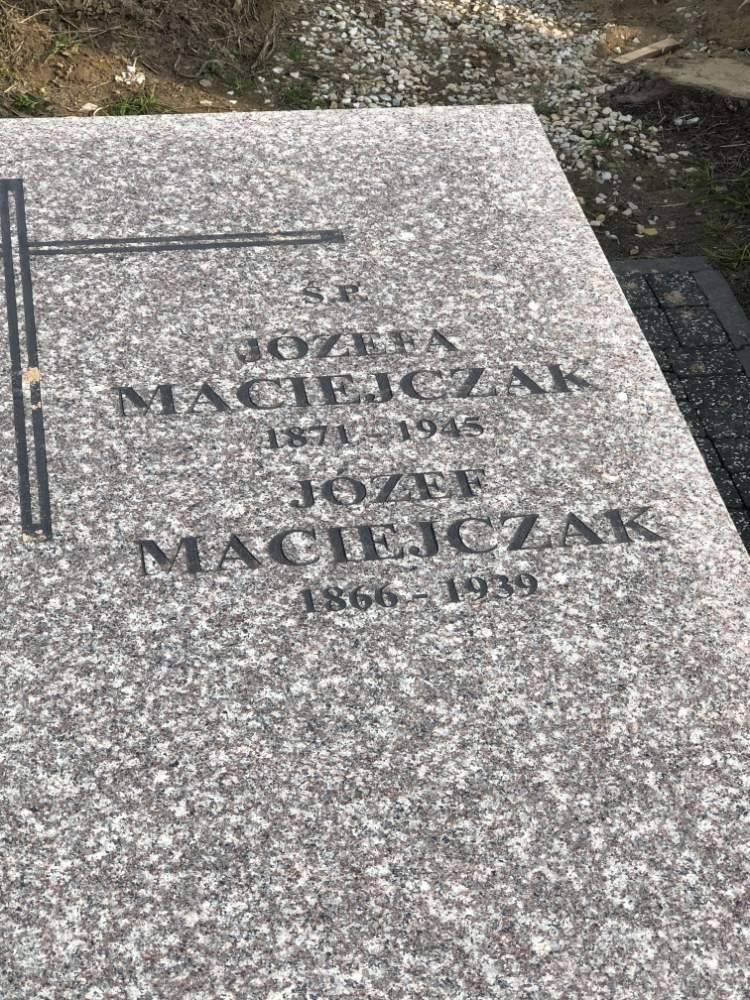 Ś.P.
JÓZEFA
MACIEJCZAK
1871 - 1945
JÓZEF
MACIEJCZAK
1866 - 1939